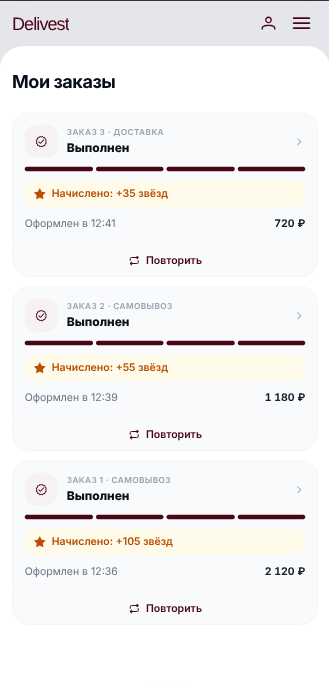 Delivest
Мои заказы
ЗАКАЗ 3 · ДОСТАВКА
Выполнен
Начислено: +35 звёзд
Оформлен в 12:41 720 ₽
Повторить
ЗАКАЗ 2 · САМОВЫВОЗ
Выполнен
Начислено: +55 звёзд
Оформлен в 12:39 1 180 ₽
Повторить
ЗАКАЗ 1 · САМОВЫВОЗ
Выполнен
Начислено: +105 звёзд
Оформлен в 12:36 2 120 ₽
Повторить